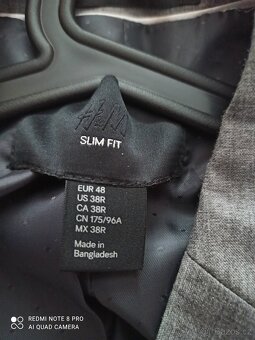 H&M
SLIM FIT
EUR 48
US 38R
CA 38R
CN 175/96A
MX 38R
Made in
Bangladesh
REDMI NOTE 8 PRO
AI QUAD CAMERA